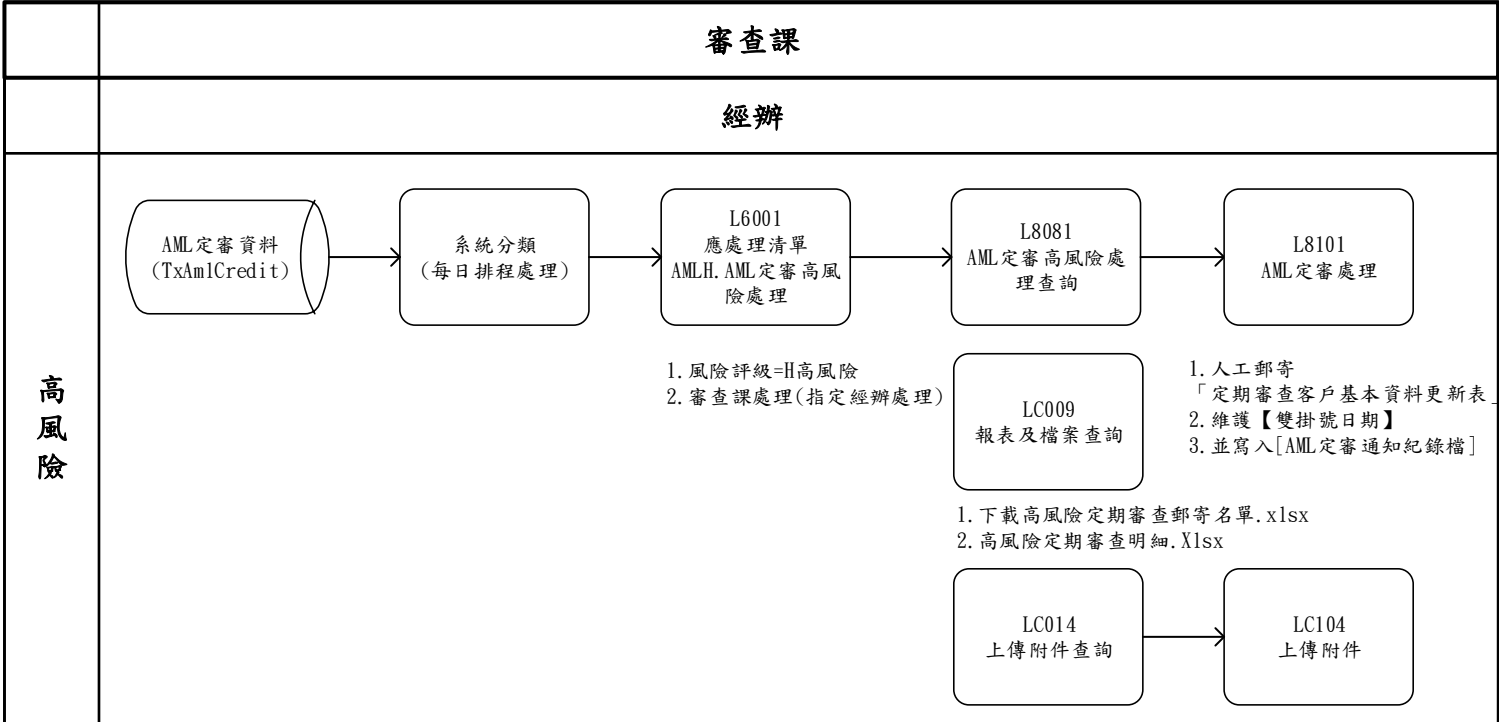 審查課
經辦
高
風
險
AML定審資料
(TxAmlCredit)
系統分類
(每日排程處理)
L6001
應處理清單
AMLH.AML定審高風
險處理
L8081
AML定審高風險處
理查詢
L8101
AML定審處理
1.風險評級=H高風險
2.審查課處理(指定經辦處理)
LC009
報表及檔案查詢
1.人工郵寄
「定期審查客戶基本資料更新表」
2.維護【雙掛號日期】
3.並寫入[AML定審通知紀錄檔]
1.下載高風險定期審查郵寄名單.xlsx
2.高風險定期審查明細.Xlsx
LC014
上傳附件查詢
LC104
上傳附件